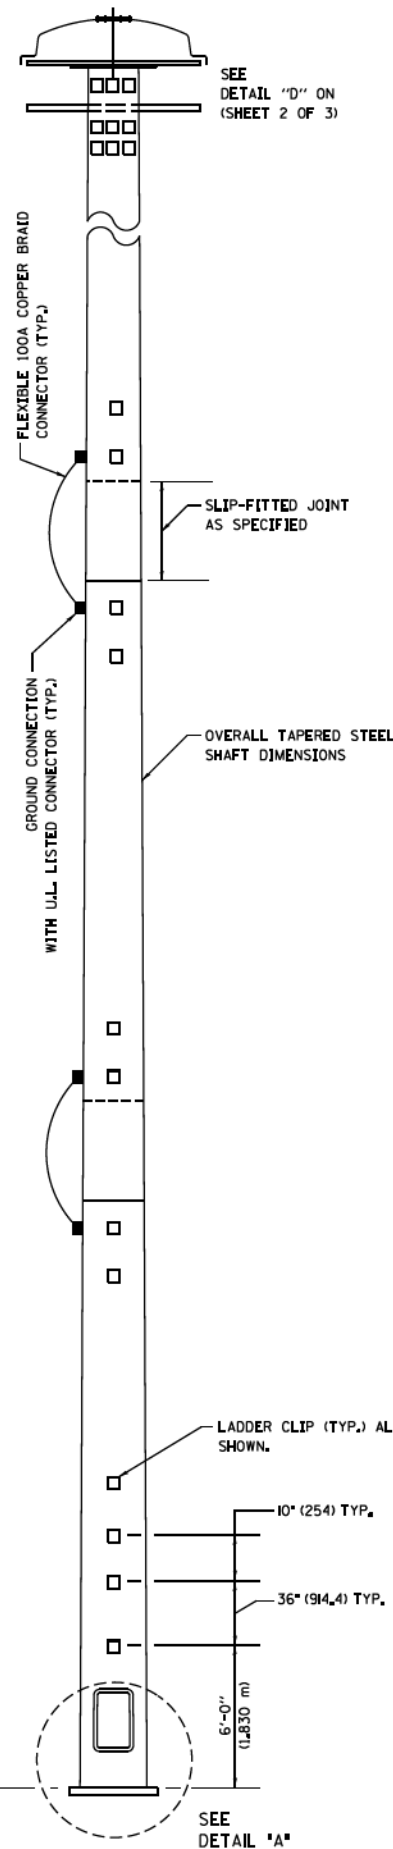 SEE
DETAIL "D" ON
(SHEET 2 OF 3)
FLEXIBLE 100A COPPER BRAID
CONNECTOR (TYP.)
SLIP-FITTED JOINT
AS SPECIFIED
GROUND CONNECTION
WITH U.L. LISTED CONNECTOR (TYP.)
OVERALL TAPERED STEEL
SHAFT DIMENSIONS
LADDER CLIP (TYP.) AL
SHOWN.
10" (254) TYP.
36" (914.4) TYP.
6'-0"
(1.830 m)
SEE
DETAIL "A"